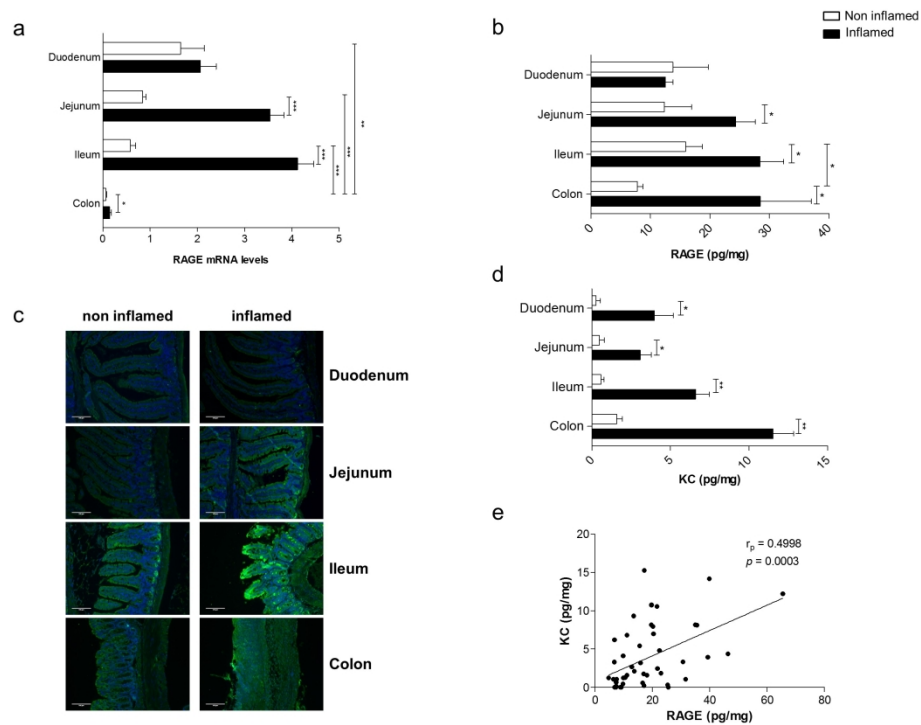 a
Duodenum
Jejunum
Ileum
Colon
0 1 2 3 4 5
RAGE mRNA levels
***
***
*
***
***
**
b
Non inflamed
Inflamed
Duodenum
Jejunum
Ileum
Colon
0 10 20 30 40
RAGE (pg/mg)
*
*
*
*
c
non inflamed
inflamed
Duodenum
Jejunum
Ileum
Colon
d
Duodenum
Jejunum
Ileum
Colon
0 5 10 15
KC (pg/mg)
*
*
**
**
e
20
15
10
5
0
KC (pg/mg)
rp = 0.4998
p = 0.0003
0 20 40 60 80
RAGE (pg/mg)